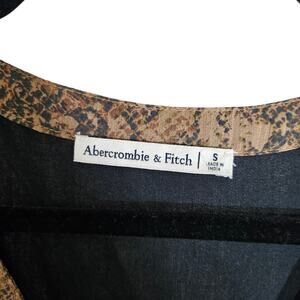 Abercrombie & Fitch
S
MADE IN
INDIA